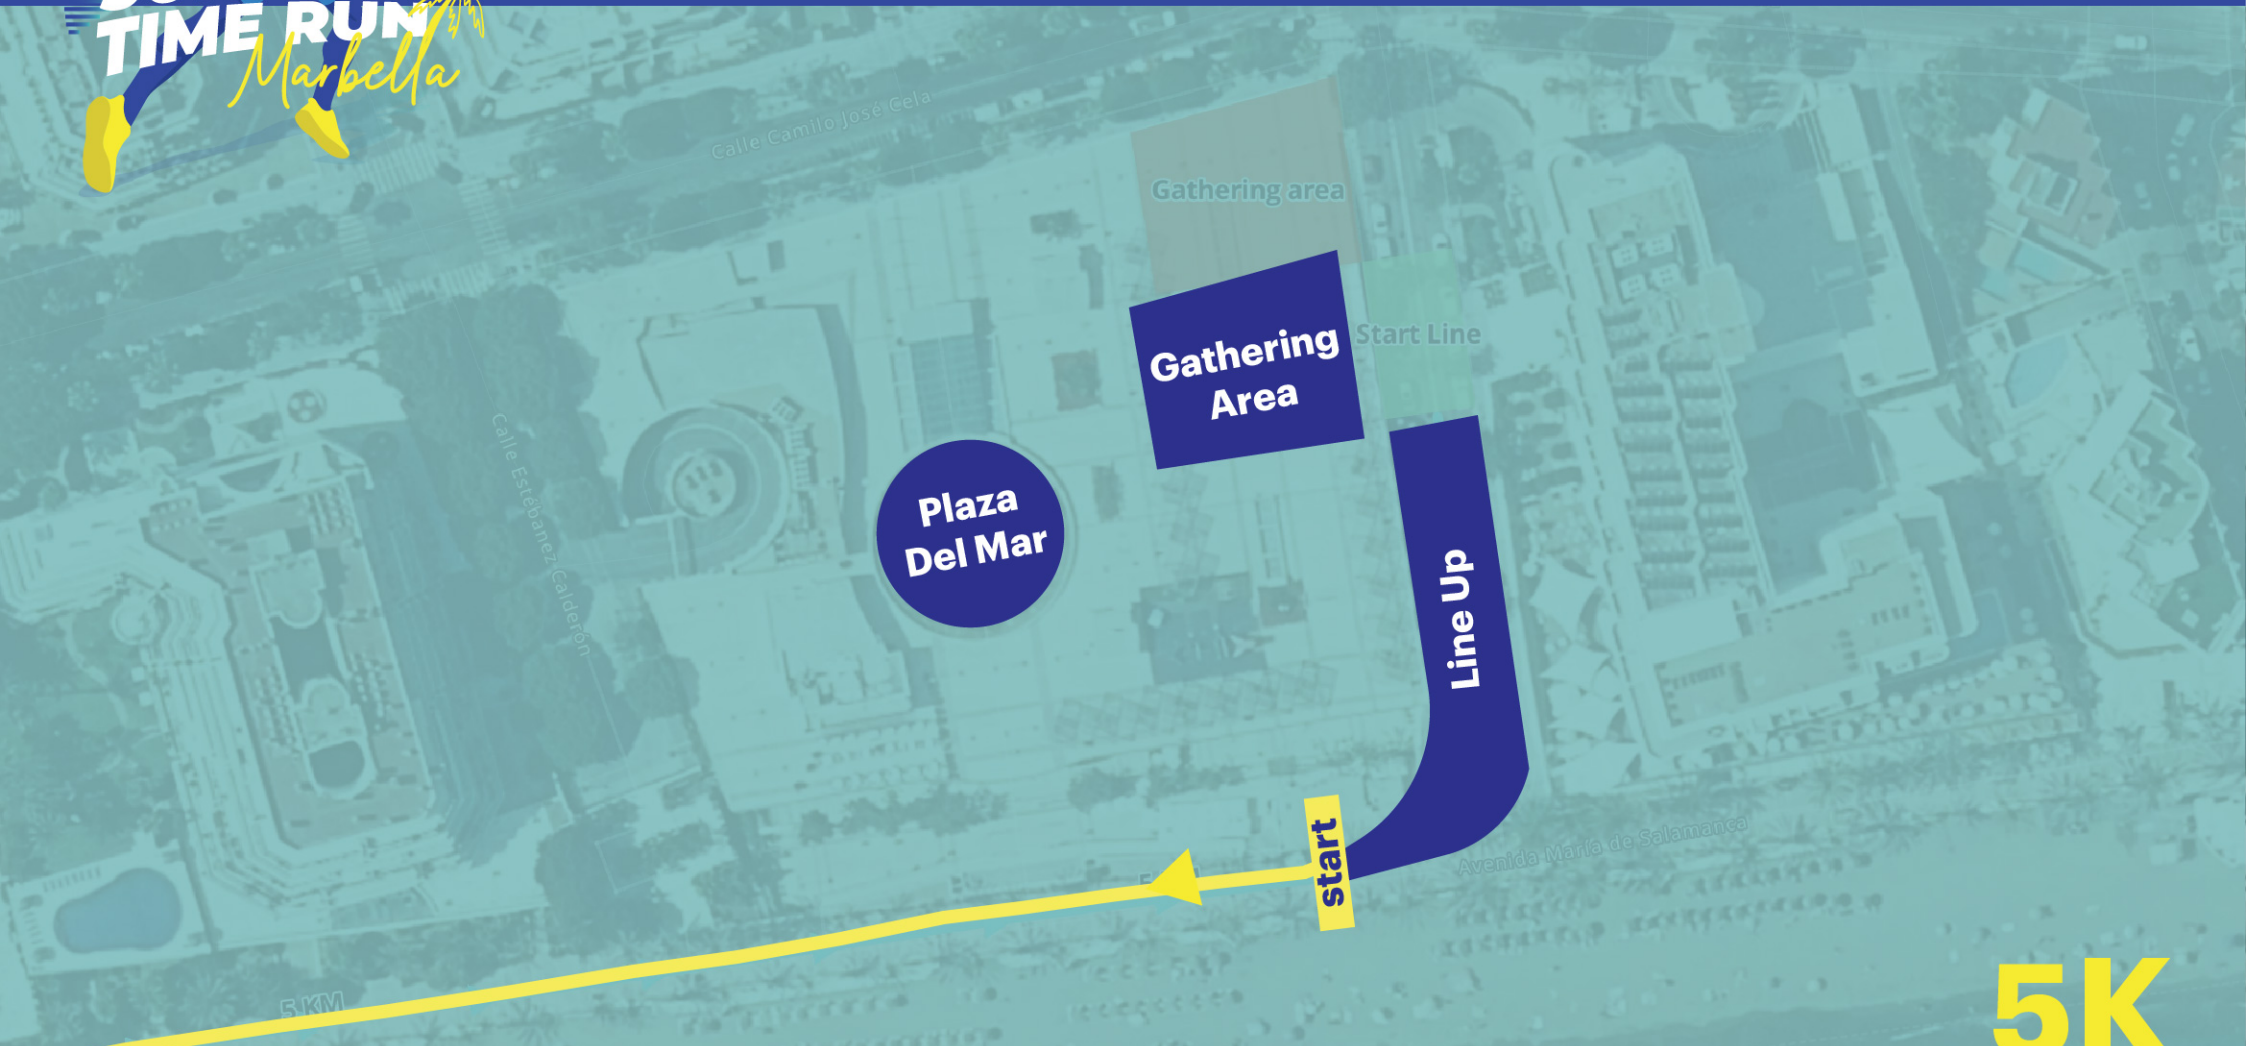 TIME RUN
Marbella
Calle Camilo José Cela
Gathering area
Start Line
Gathering
Area
Calle Estébanez Calderón
Plaza
Del Mar
Line Up
start
Avenida María de Salamanca
5 KM
5K